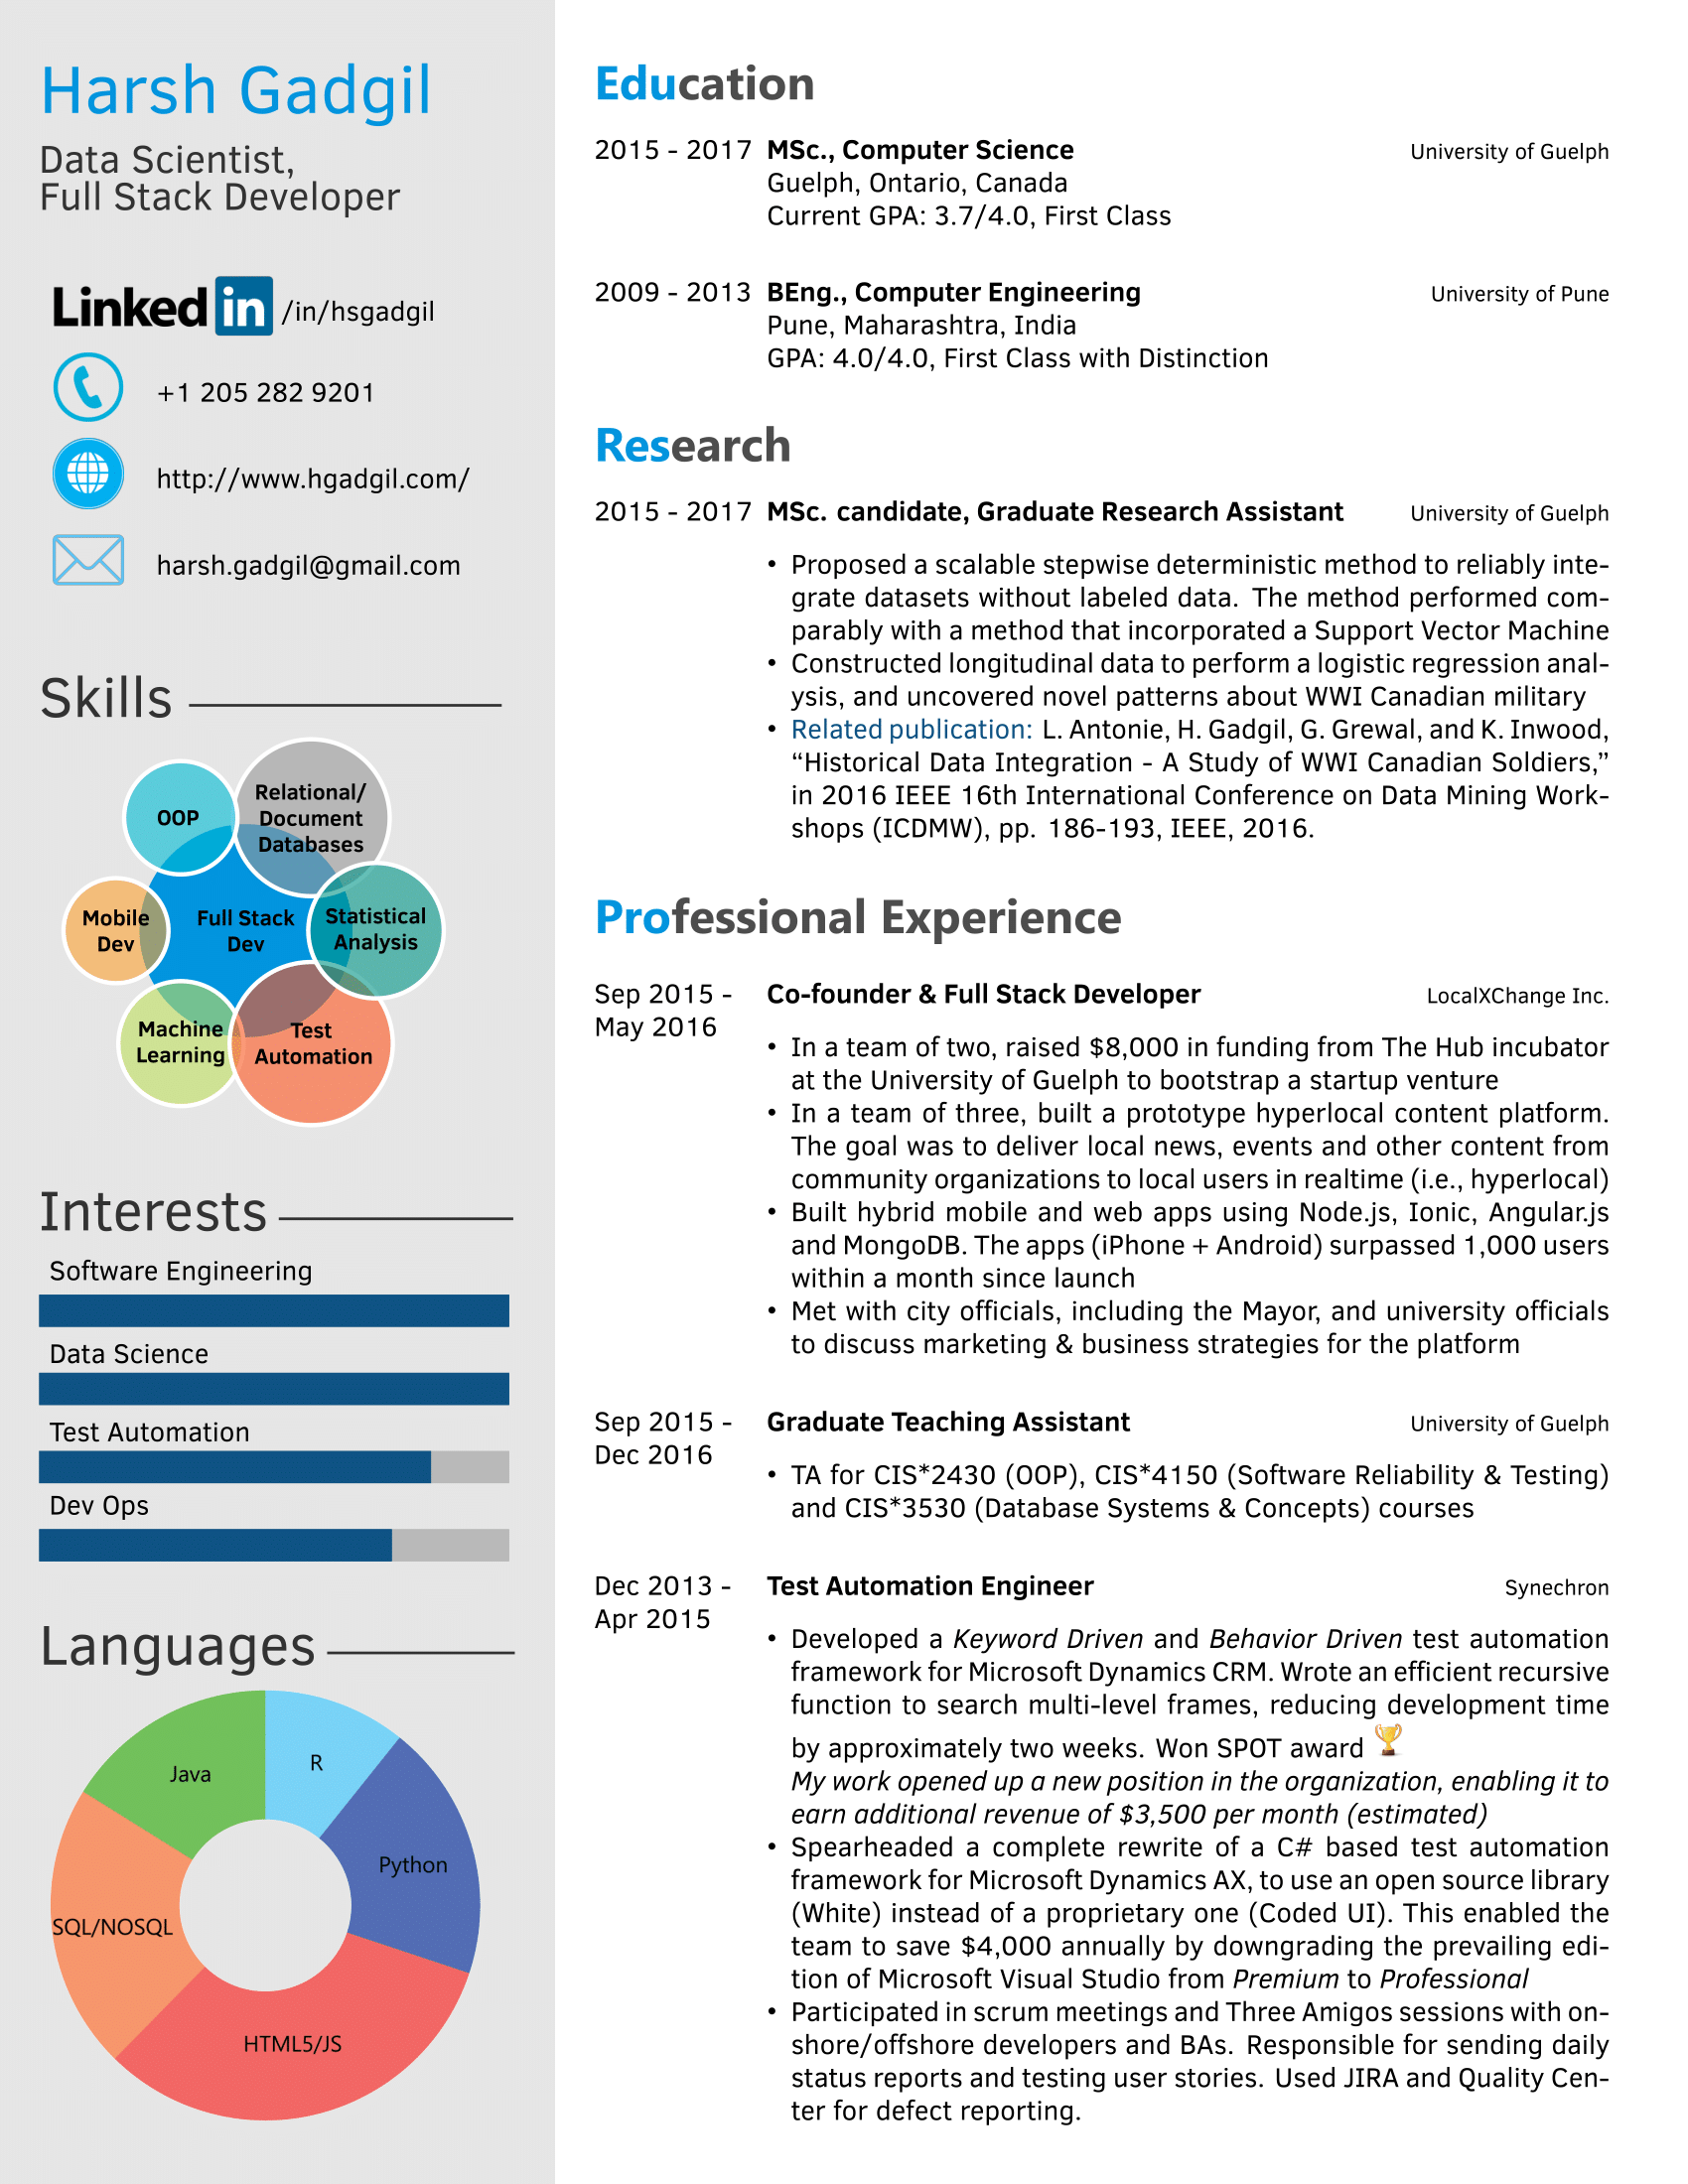 Harsh Gadgil
Data Scientist,
Full Stack Developer
Linked in /in/hsgadgil
+1 205 282 9201
http://www.hgadgil.com/
harsh.gadgil@gmail.com
Skills
OOP
Relational/
Document
Databases
Mobile
Dev
Full Stack
Dev
Statistical
Analysis
Machine
Learning
Test
Automation
Interests
Software Engineering
Data Science
Test Automation
Dev Ops
Languages
Java
R
Python
SQL/NOSQL
HTML5/JS
Education
2015 - 2017 MSc., Computer Science University of Guelph
Guelph, Ontario, Canada
Current GPA: 3.7/4.0, First Class
2009 - 2013 BEng., Computer Engineering University of Pune
Pune, Maharashtra, India
GPA: 4.0/4.0, First Class with Distinction
Research
2015 - 2017 MSc. candidate, Graduate Research Assistant University of Guelph
• Proposed a scalable stepwise deterministic method to reliably inte-
grate datasets without labeled data. The method performed com-
parably with a method that incorporated a Support Vector Machine
• Constructed longitudinal data to perform a logistic regression anal-
ysis, and uncovered novel patterns about WWI Canadian military
• Related publication: L. Antonie, H. Gadgil, G. Grewal, and K. Inwood,
“Historical Data Integration - A Study of WWI Canadian Soldiers,”
in 2016 IEEE 16th International Conference on Data Mining Work-
shops (ICDMW), pp. 186-193, IEEE, 2016.
Professional Experience
Sep 2015 - Co-founder & Full Stack Developer LocalXChange Inc.
May 2016
• In a team of two, raised $8,000 in funding from The Hub incubator
at the University of Guelph to bootstrap a startup venture
• In a team of three, built a prototype hyperlocal content platform.
The goal was to deliver local news, events and other content from
community organizations to local users in realtime (i.e., hyperlocal)
• Built hybrid mobile and web apps using Node.js, Ionic, Angular.js
and MongoDB. The apps (iPhone + Android) surpassed 1,000 users
within a month since launch
• Met with city officials, including the Mayor, and university officials
to discuss marketing & business strategies for the platform
Sep 2015 - Graduate Teaching Assistant University of Guelph
Dec 2016
• TA for CIS*2430 (OOP), CIS*4150 (Software Reliability & Testing)
and CIS*3530 (Database Systems & Concepts) courses
Dec 2013 - Test Automation Engineer Synechron
Apr 2015
• Developed a Keyword Driven and Behavior Driven test automation
framework for Microsoft Dynamics CRM. Wrote an efficient recursive
function to search multi-level frames, reducing development time
by approximately two weeks. Won SPOT award 🏆
My work opened up a new position in the organization, enabling it to
earn additional revenue of $3,500 per month (estimated)
• Spearheaded a complete rewrite of a C# based test automation
framework for Microsoft Dynamics AX, to use an open source library
(White) instead of a proprietary one (Coded UI). This enabled the
team to save $4,000 annually by downgrading the prevailing edi-
tion of Microsoft Visual Studio from Premium to Professional
• Participated in scrum meetings and Three Amigos sessions with on-
shore/offshore developers and BAs. Responsible for sending daily
status reports and testing user stories. Used JIRA and Quality Cen-
ter for defect reporting.